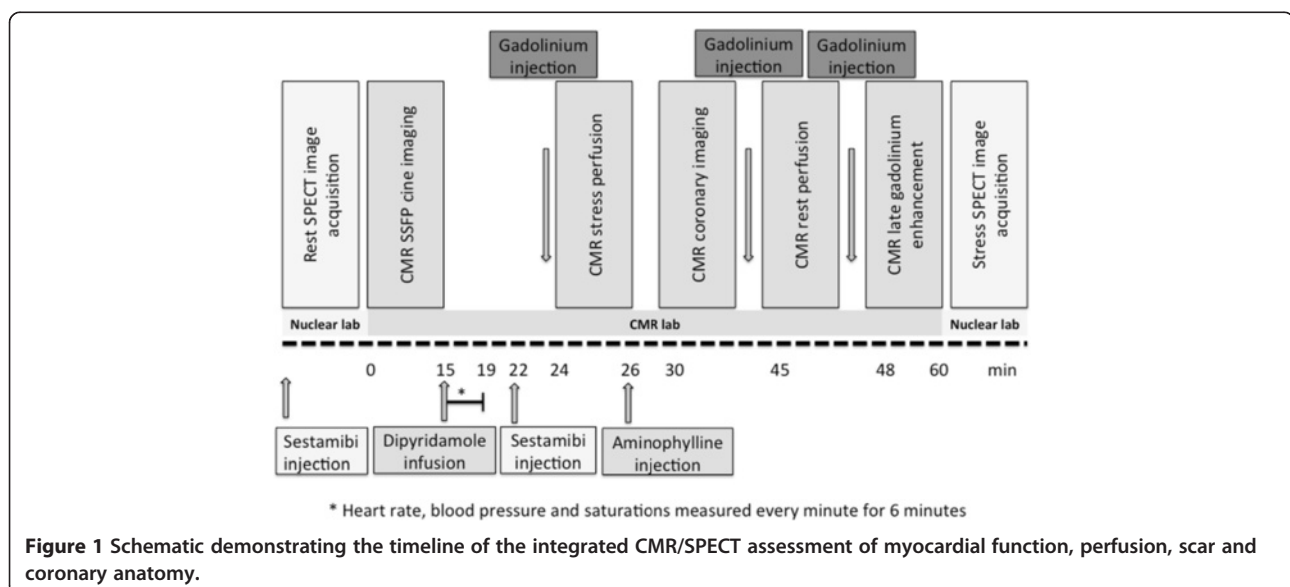 Gadolinium
injection
Gadolinium
injection
Gadolinium
injection
Rest SPECT image
acquisition
CMR SSFP cine imaging
CMR stress perfusion
CMR coronary imaging
CMR rest perfusion
CMR late gadolinium
enhancement
Stress SPECT image
acquisition
Nuclear lab CMR lab Nuclear lab
0 15 19 22 24 26 30 45 48 60 min
*
Sestamibi
injection
Dipyridamole
infusion
Sestamibi
injection
Aminophylline
injection
* Heart rate, blood pressure and saturations measured every minute for 6 minutes
Figure 1 Schematic demonstrating the timeline of the integrated CMR/SPECT assessment of myocardial function, perfusion, scar and
coronary anatomy.